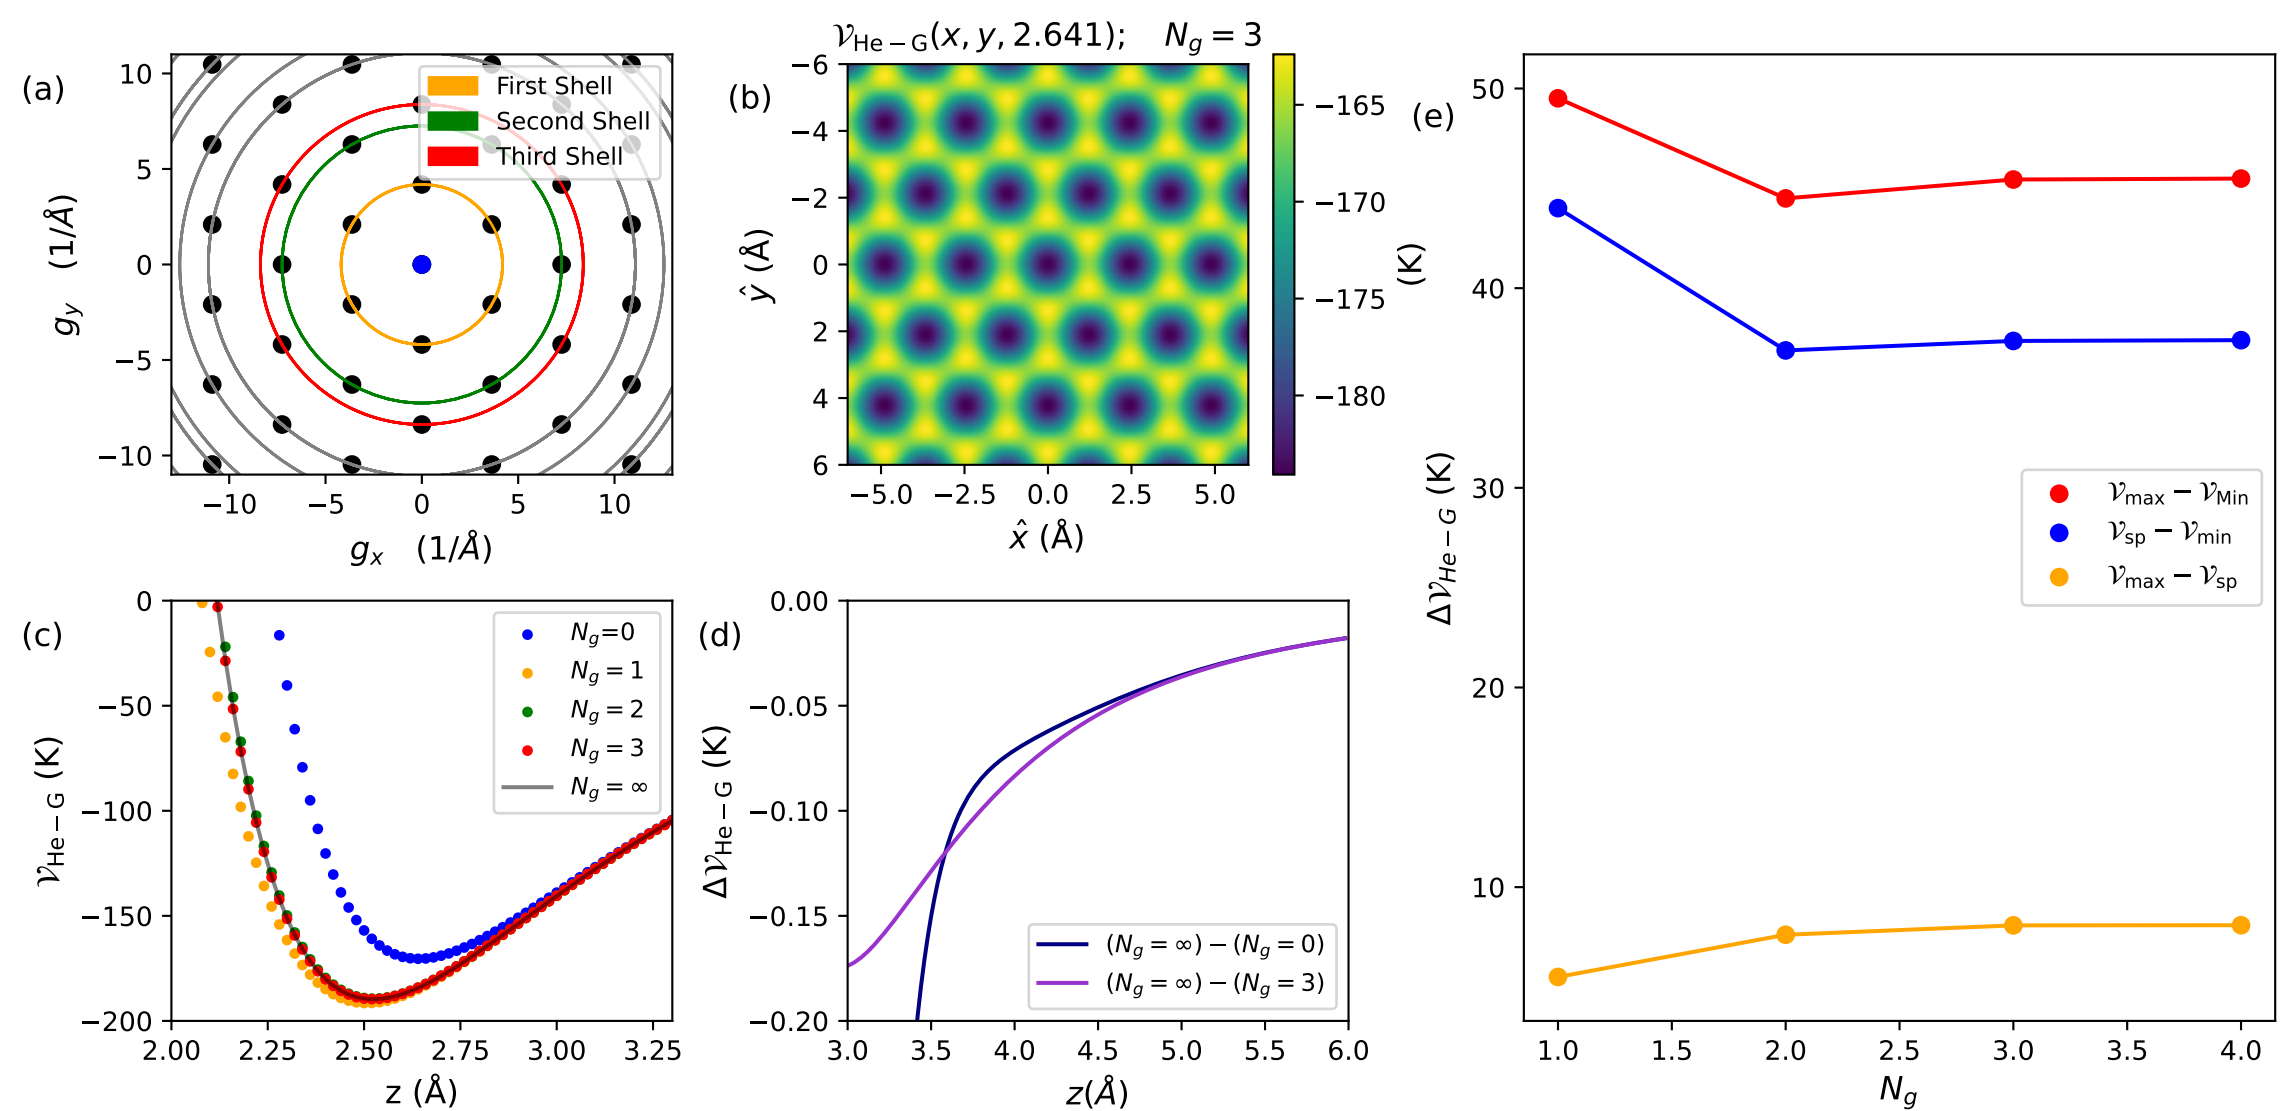 (a)
10
5
0
−5
−10
g_y (1/Å)
First Shell
Second Shell
Third Shell
−10 −5 0 5 10
g_x (1/Å)
(b)
𝒱_He−G(x, y, 2.641); N_g = 3
−6
−4
−2
0
2
4
6
ŷ (Å)
−5.0 −2.5 0.0 2.5 5.0
x̂ (Å)
−165
−170
−175
−180
(K)
(c)
0
−50
−100
−150
−200
𝒱_He−G (K)
N_g=0
N_g = 1
N_g = 2
N_g = 3
N_g = ∞
2.00 2.25 2.50 2.75 3.00 3.25
z (Å)
(d)
0.00
−0.05
−0.10
−0.15
−0.20
Δ𝒱_He−G (K)
(N_g = ∞) − (N_g = 0)
(N_g = ∞) − (N_g = 3)
3.0 3.5 4.0 4.5 5.0 5.5 6.0
z(Å)
(e)
50
40
30
20
10
Δ𝒱_He−G (K)
𝒱_max − 𝒱_Min
𝒱_sp − 𝒱_min
𝒱_max − 𝒱_sp
1.0 1.5 2.0 2.5 3.0 3.5 4.0
N_g